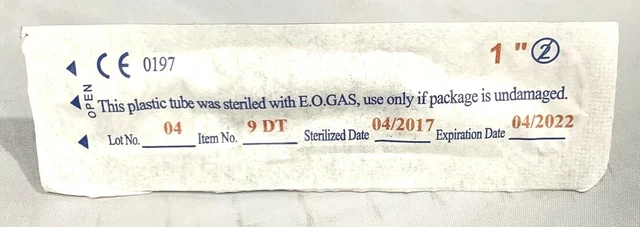 CE 0197 1 " 2
OPEN
This plastic tube was steriled with E.O.GAS, use only if package is undamaged.
Lot No. 04 Item No. 9 DT Sterilized Date 04/2017 Expiration Date 04/2022